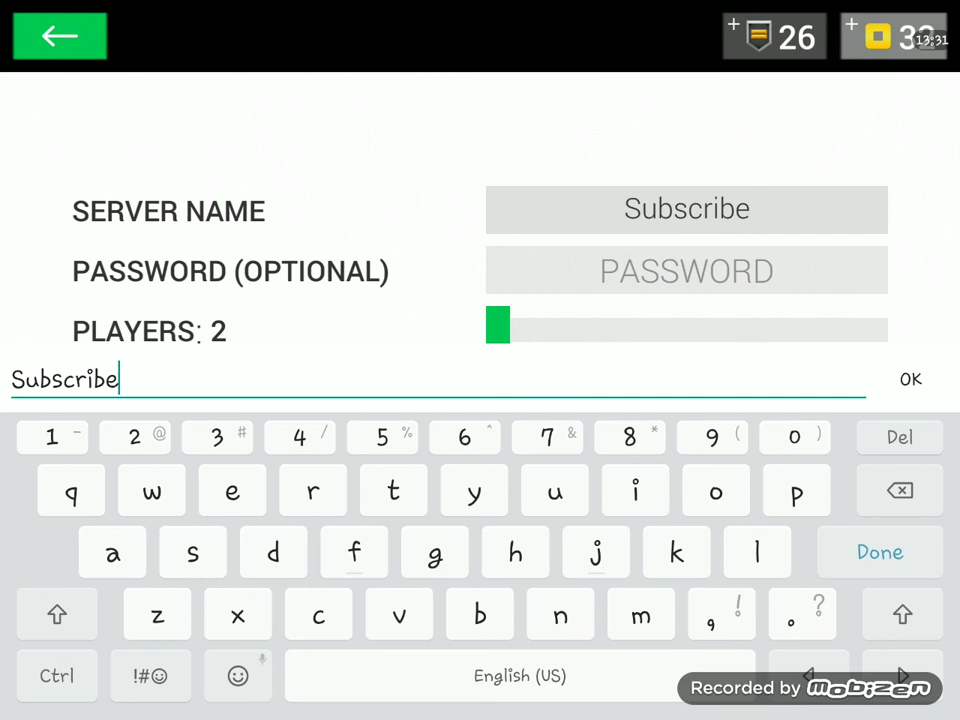 + 26 + 13:31
SERVER NAME Subscribe
PASSWORD (OPTIONAL) PASSWORD
PLAYERS: 2
Subscribe OK
1 - 2 @ 3 # 4 / 5 % 6 ^ 7 & 8 * 9 ( 0 ) Del
q w e r t y u i o p
a s d f g h j k l Done
z x c v b n m , ! . ?
Ctrl !#☺ English (US)
Recorded by mobizen